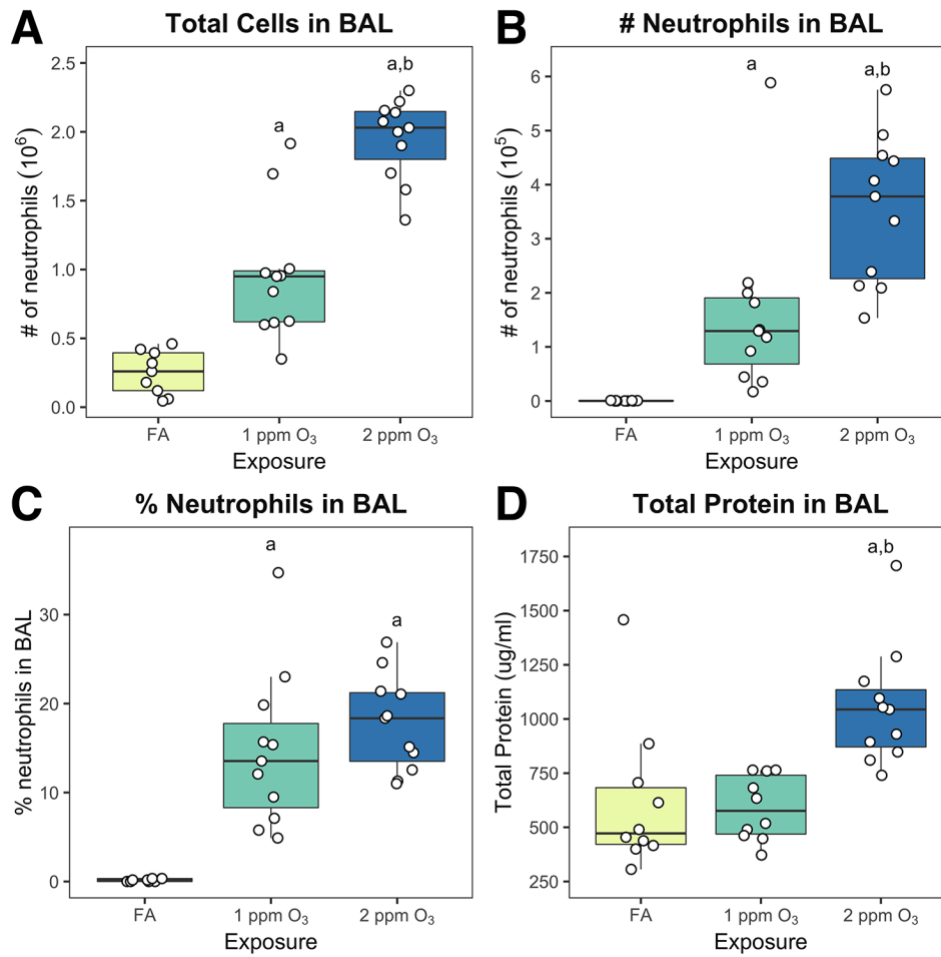 A
Total Cells in BAL
# of neutrophils (10⁶)
2.5
2.0
1.5
1.0
0.5
0.0
a
a,b
FA
1 ppm O₃
2 ppm O₃
Exposure
B
# Neutrophils in BAL
# of neutrophils (10⁵)
6
5
4
3
2
1
0
a
a,b
FA
1 ppm O₃
2 ppm O₃
Exposure
C
% Neutrophils in BAL
% neutrophils in BAL
30
20
10
0
a
a
FA
1 ppm O₃
2 ppm O₃
Exposure
D
Total Protein in BAL
Total Protein (ug/ml)
1750
1500
1250
1000
750
500
250
a,b
FA
1 ppm O₃
2 ppm O₃
Exposure